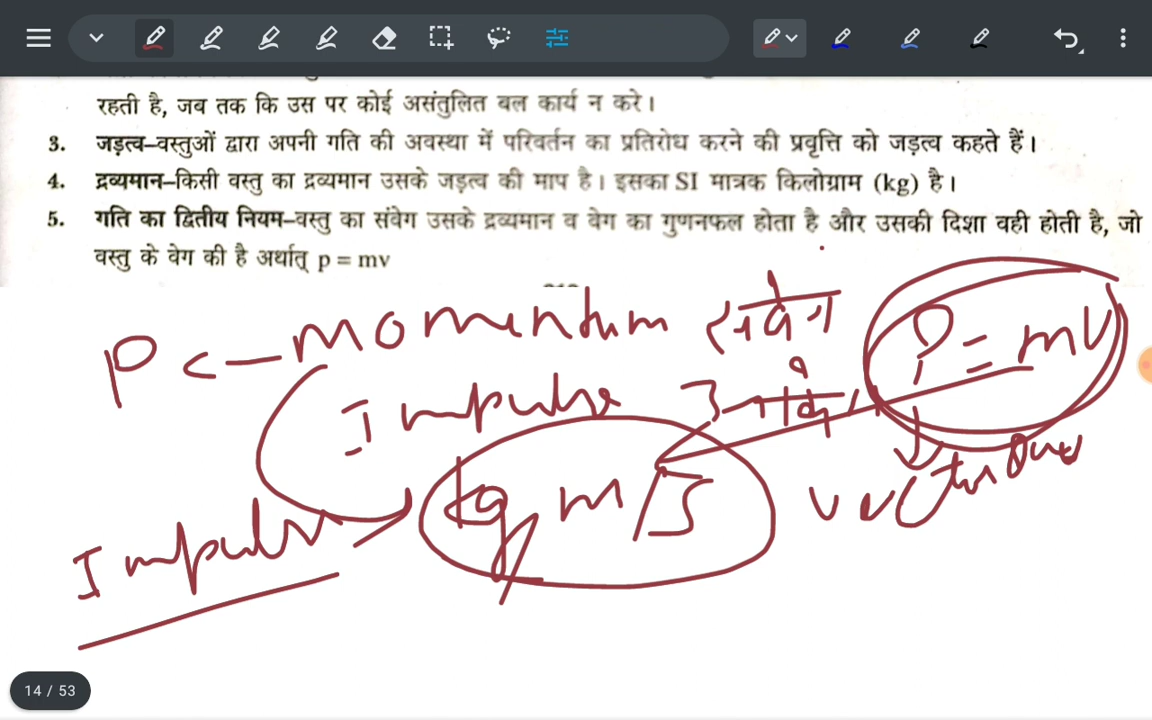 रहती है, जब तक कि उस पर कोई असंतुलित बल कार्य न करे।
3. जड़त्व–वस्तुओं द्वारा अपनी गति की अवस्था में परिवर्तन का प्रतिरोध करने की प्रवृत्ति को जड़त्व कहते हैं।
4. द्रव्यमान–किसी वस्तु का द्रव्यमान उसके जड़त्व की माप है। इसका SI मात्रक किलोग्राम (kg) है।
5. गति का द्वितीय नियम–वस्तु का संवेग उसके द्रव्यमान व वेग का गुणनफल होता है और उसकी दिशा वही होती है, जो
वस्तु के वेग की है अर्थात् p = mv
P <— momentum संवेग P = mV
Impulse
kg m/s vector
Impulse
14 / 53